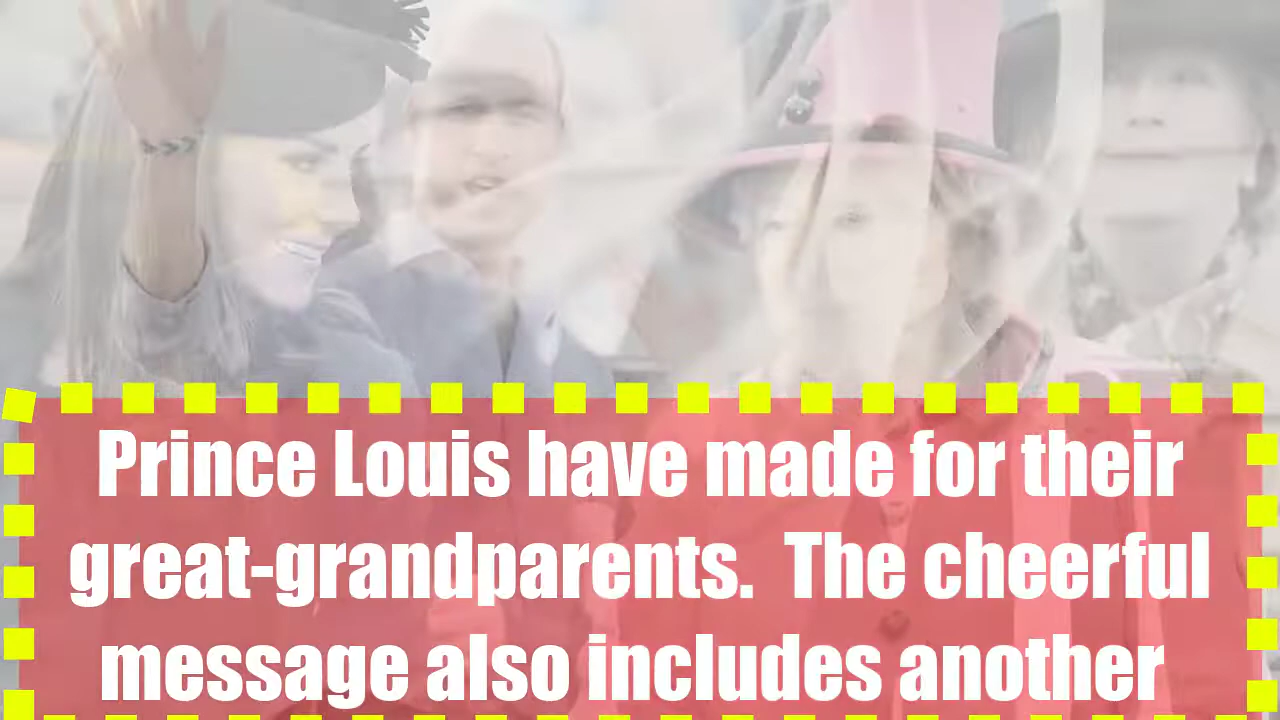 Prince Louis have made for their
great-grandparents.  The cheerful
message also includes another